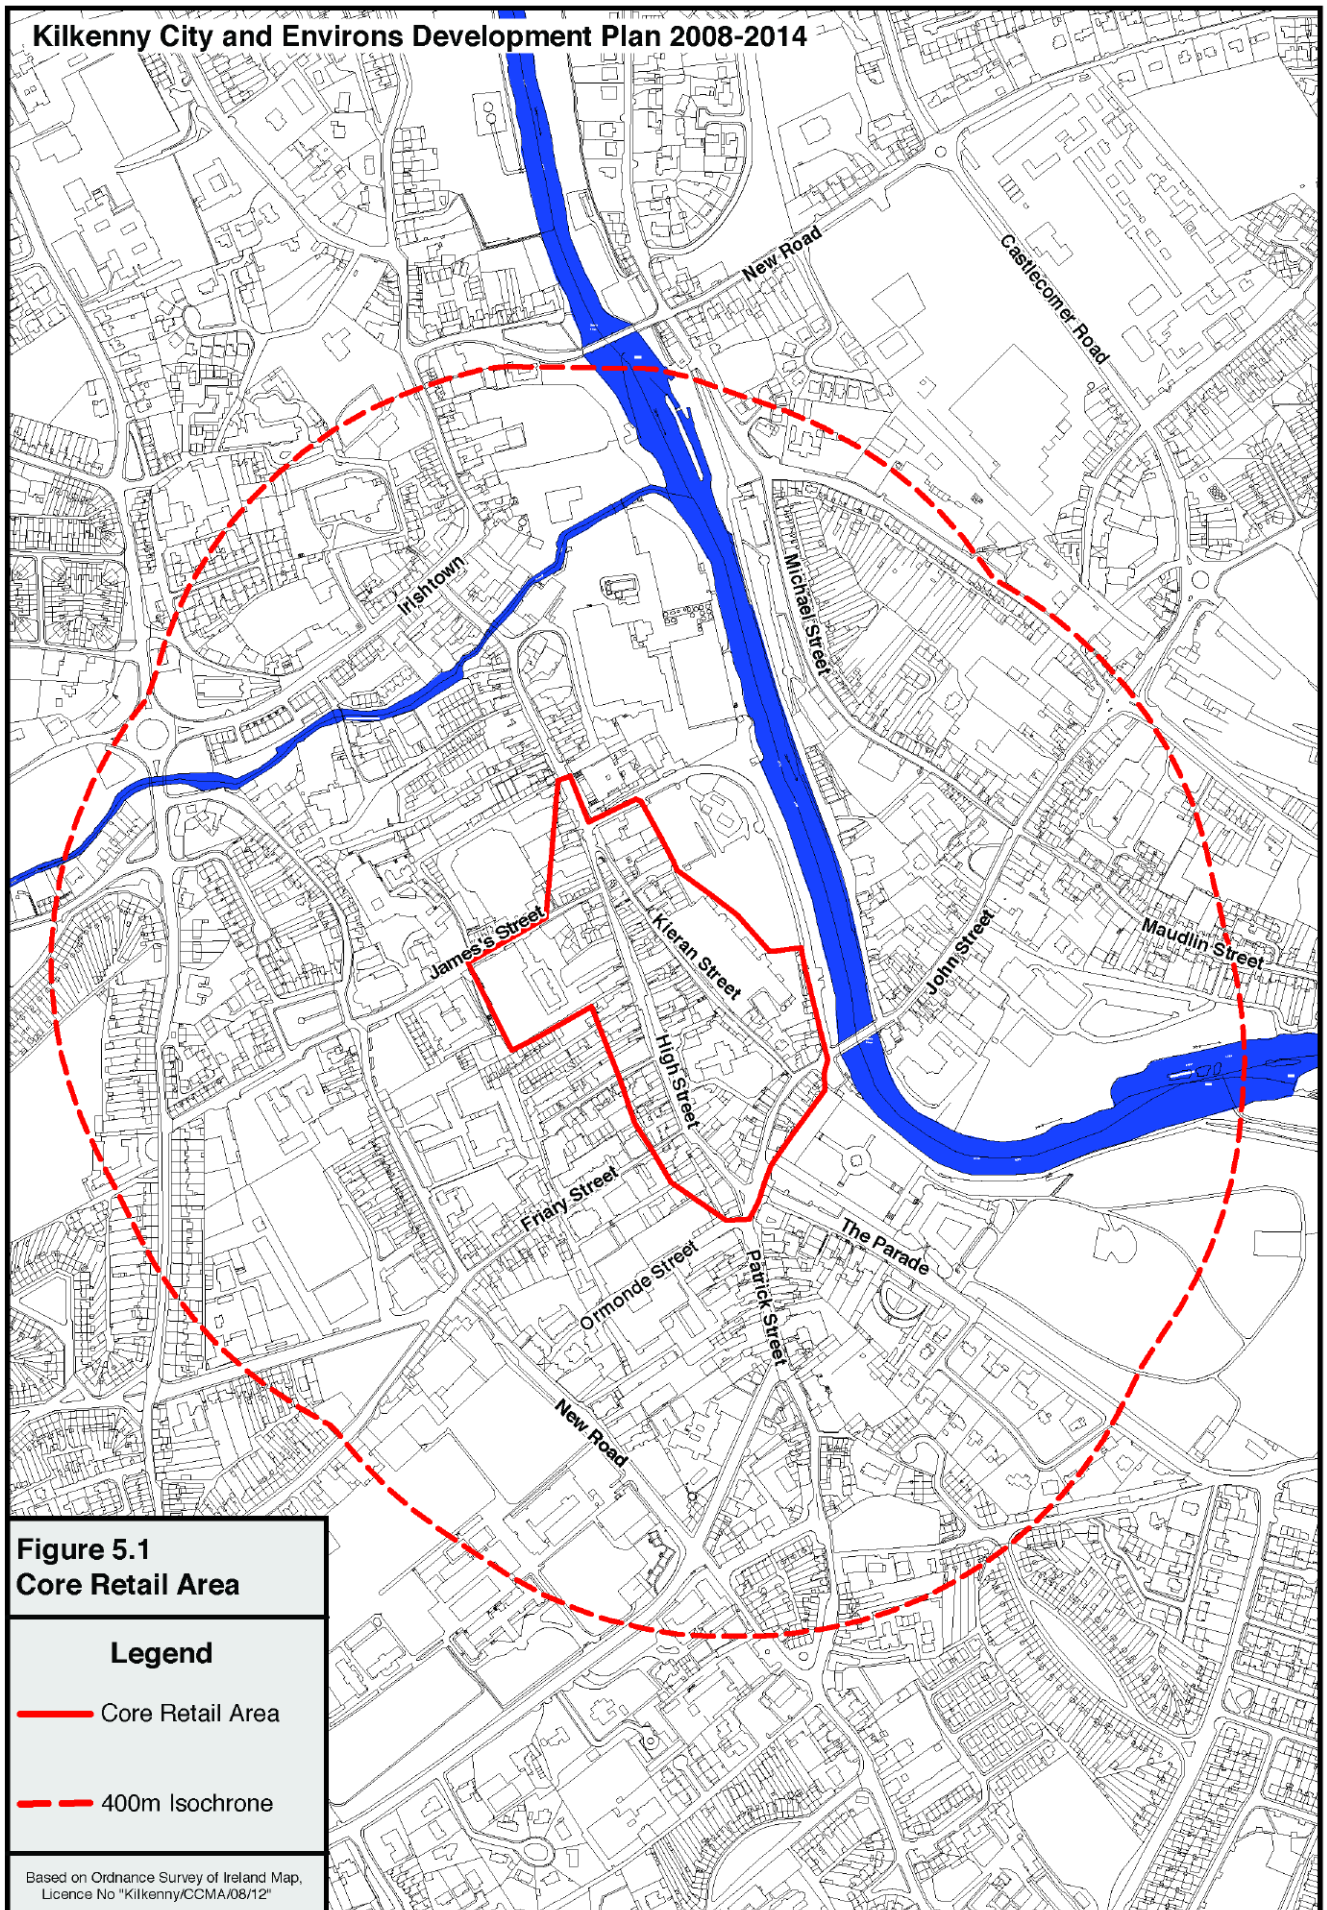 Kilkenny City and Environs Development Plan 2008-2014
New Road
Castlecomer Road
Irishtown
Michael Street
James's Street
Kieran Street
John Street
Maudlin Street
High Street
Friary Street
The Parade
Ormonde Street
Patrick Street
New Road
Figure 5.1
Core Retail Area
Legend
Core Retail Area
400m Isochrone
Based on Ordnance Survey of Ireland Map,
Licence No "Kilkenny/CCMA/08/12"